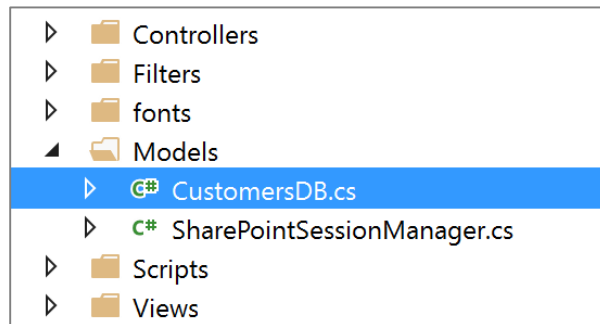 Controllers
Filters
fonts
Models
C# CustomersDB.cs
C# SharePointSessionManager.cs
Scripts
Views